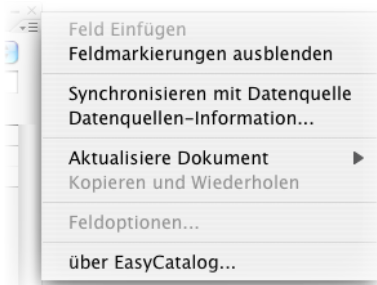 Feld Einfügen
Feldmarkierungen ausblenden
Synchronisieren mit Datenquelle
Datenquellen-Information...
Aktualisiere Dokument
Kopieren und Wiederholen
Feldoptionen...
über EasyCatalog...